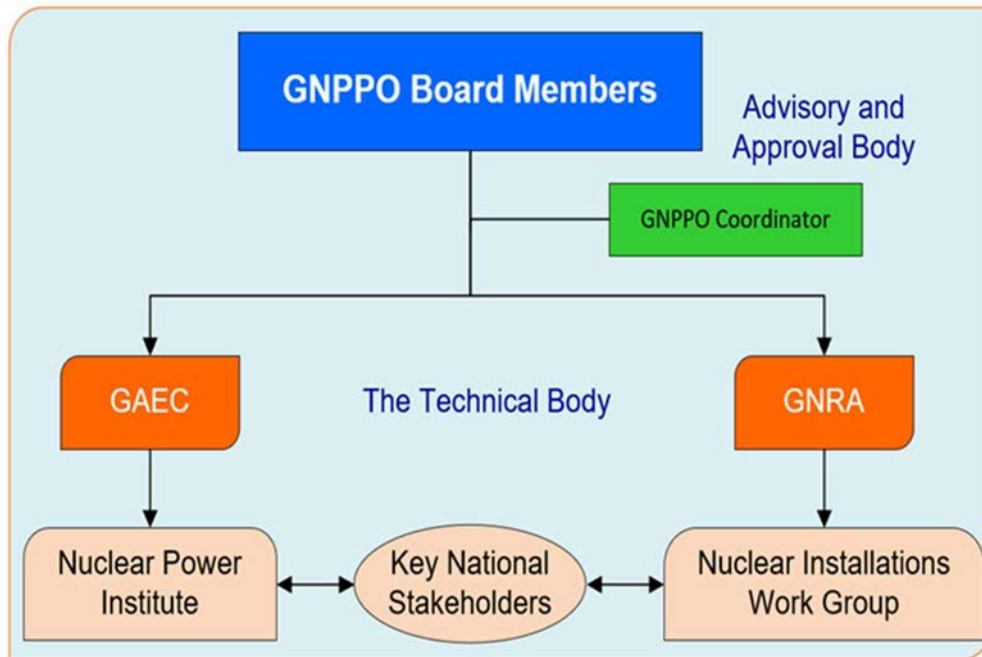 GNPPO Board Members
Advisory and
Approval Body
GNPPO Coordinator
GAEC
The Technical Body
GNRA
Nuclear Power
Institute
Key National
Stakeholders
Nuclear Installations
Work Group